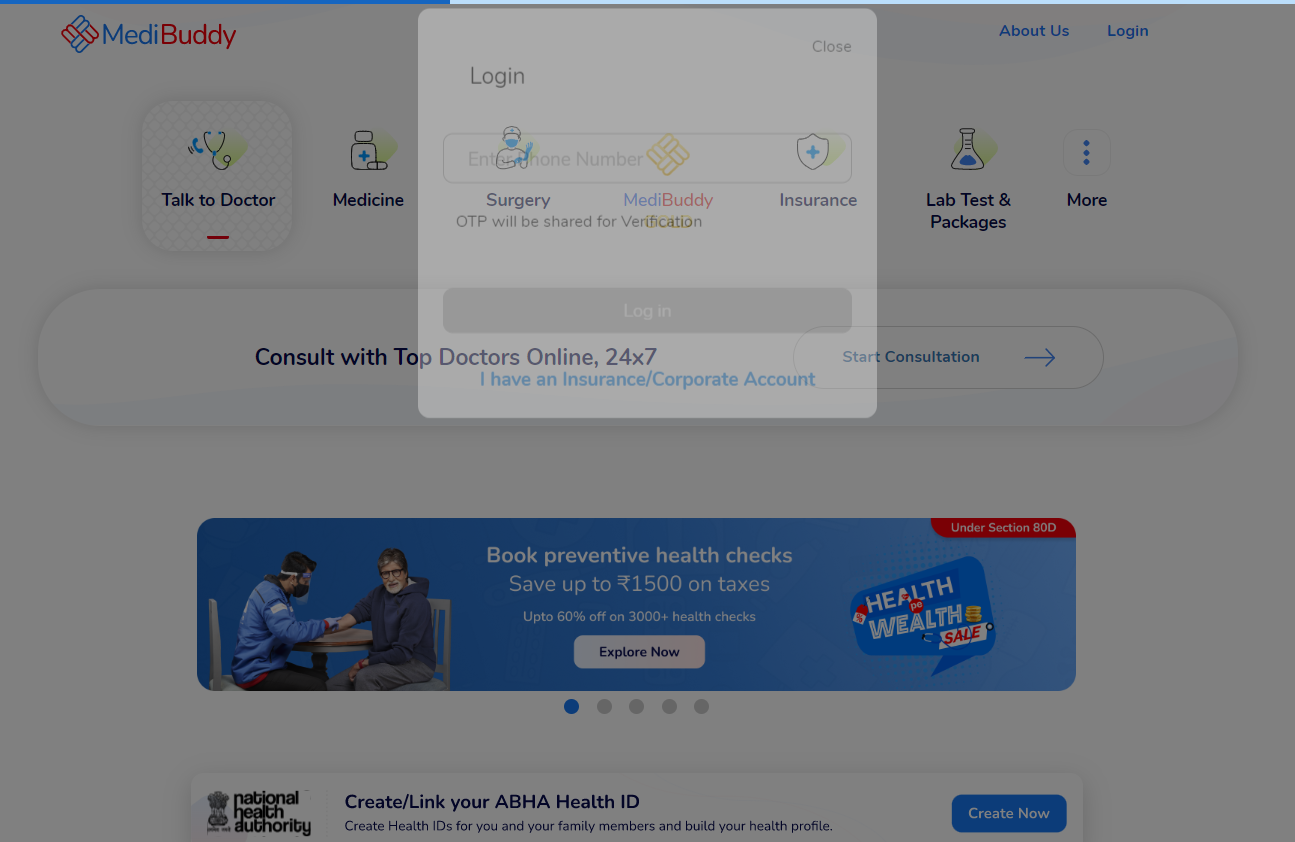 MediBuddy
About Us
Login
Close
Login
Enter Phone Number
Talk to Doctor
Medicine
Surgery
MediBuddy
GOLD
Insurance
Lab Test &
Packages
More
OTP will be shared for Verification
Log in
Consult with Top Doctors Online, 24x7
Start Consultation
I have an Insurance/Corporate Account
Under Section 80D
Book preventive health checks
Save up to ₹1500 on taxes
Upto 60% off on 3000+ health checks
Explore Now
HEALTH
pe
WEALTH
SALE
%
national
health
authority
Create/Link your ABHA Health ID
Create Health IDs for you and your family members and build your health profile.
Create Now